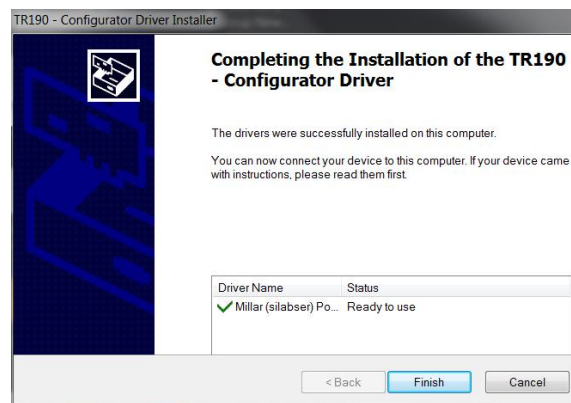 TR190 - Configurator Driver Installer
Completing the Installation of the TR190
- Configurator Driver
The drivers were successfully installed on this computer.
You can now connect your device to this computer. If your device came
with instructions, please read them first.
Driver Name Status
Millar (silabser) Po... Ready to use
< Back Finish Cancel